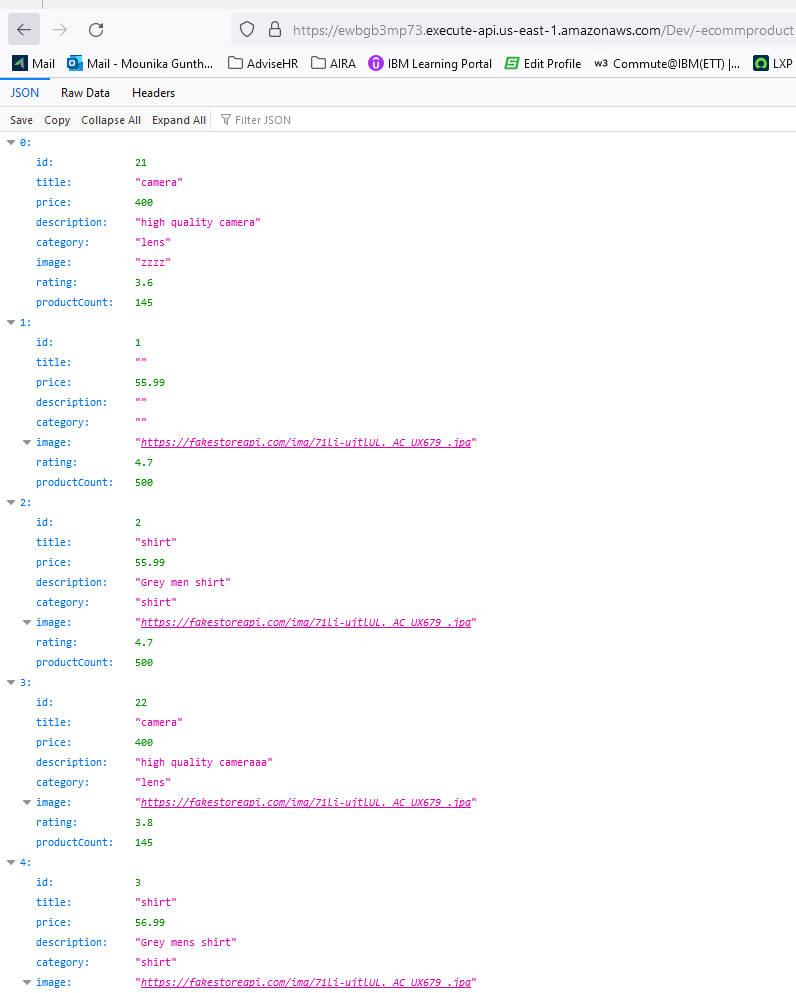 https://ewbgb3mp73.execute-api.us-east-1.amazonaws.com/Dev/-ecommproduct
Mail Mail - Mounika Gunth... AdviseHR AIRA IBM Learning Portal Edit Profile w3 Commute@IBM(ETT) |... LXP
JSON Raw Data Headers
Save Copy Collapse All Expand All Filter JSON
0:
id: 21
title: "camera"
price: 400
description: "high quality camera"
category: "lens"
image: "zzzz"
rating: 3.6
productCount: 145
1:
id: 1
title: ""
price: 55.99
description: ""
category: ""
image: "https://fakestoreapi.com/img/71li-ujtlUL._AC_UX679_.jpg"
rating: 4.7
productCount: 500
2:
id: 2
title: "shirt"
price: 55.99
description: "Grey men shirt"
category: "shirt"
image: "https://fakestoreapi.com/img/71li-ujtlUL._AC_UX679_.jpg"
rating: 4.7
productCount: 500
3:
id: 22
title: "camera"
price: 400
description: "high quality cameraaa"
category: "lens"
image: "https://fakestoreapi.com/img/71li-ujtlUL._AC_UX679_.jpg"
rating: 3.8
productCount: 145
4:
id: 3
title: "shirt"
price: 56.99
description: "Grey mens shirt"
category: "shirt"
image: "https://fakestoreapi.com/img/71li-ujtlUL._AC_UX679_.jpg"